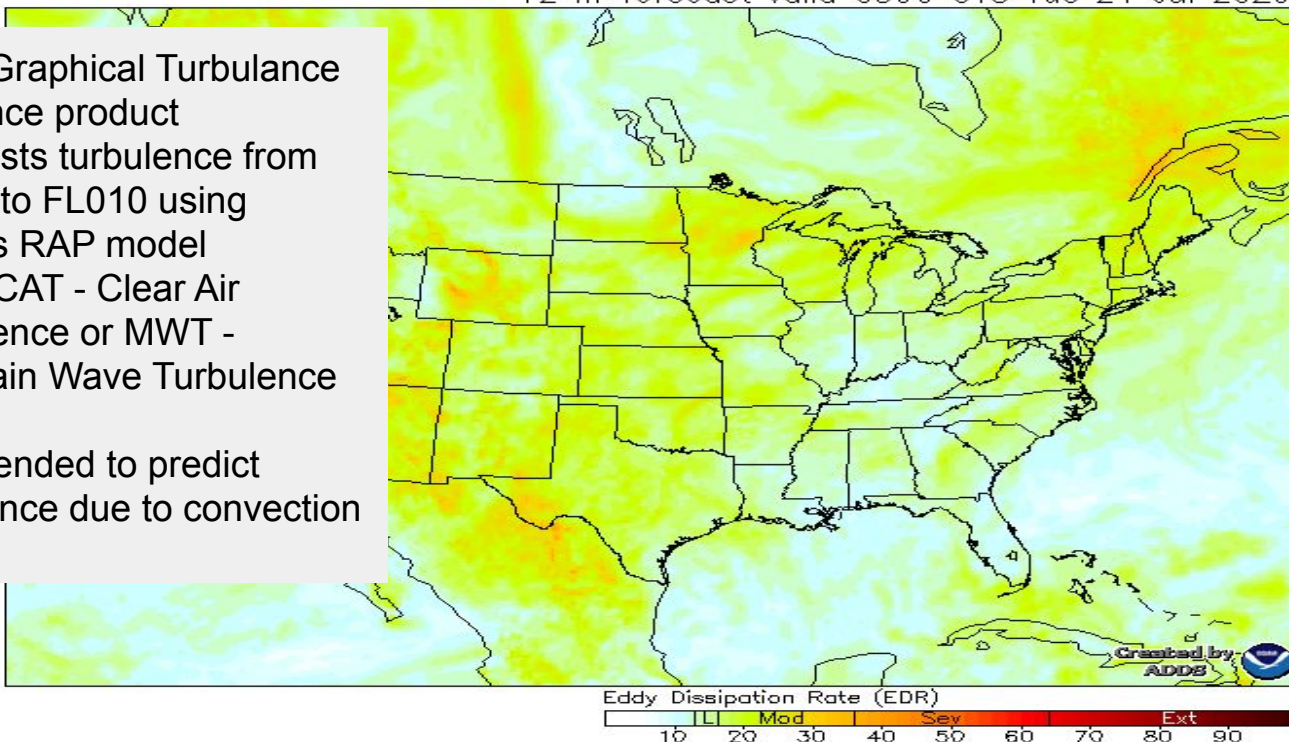 Graphical Turbulance
nce product
sts turbulence from
to FL010 using
s RAP model
CAT - Clear Air
ence or MWT -
ain Wave Turbulence
ended to predict
nce due to convection
Created by
ADDS
Eddy Dissipation Rate (EDR)
L Mod Sev Ext
10 20 30 40 50 60 70 80 90